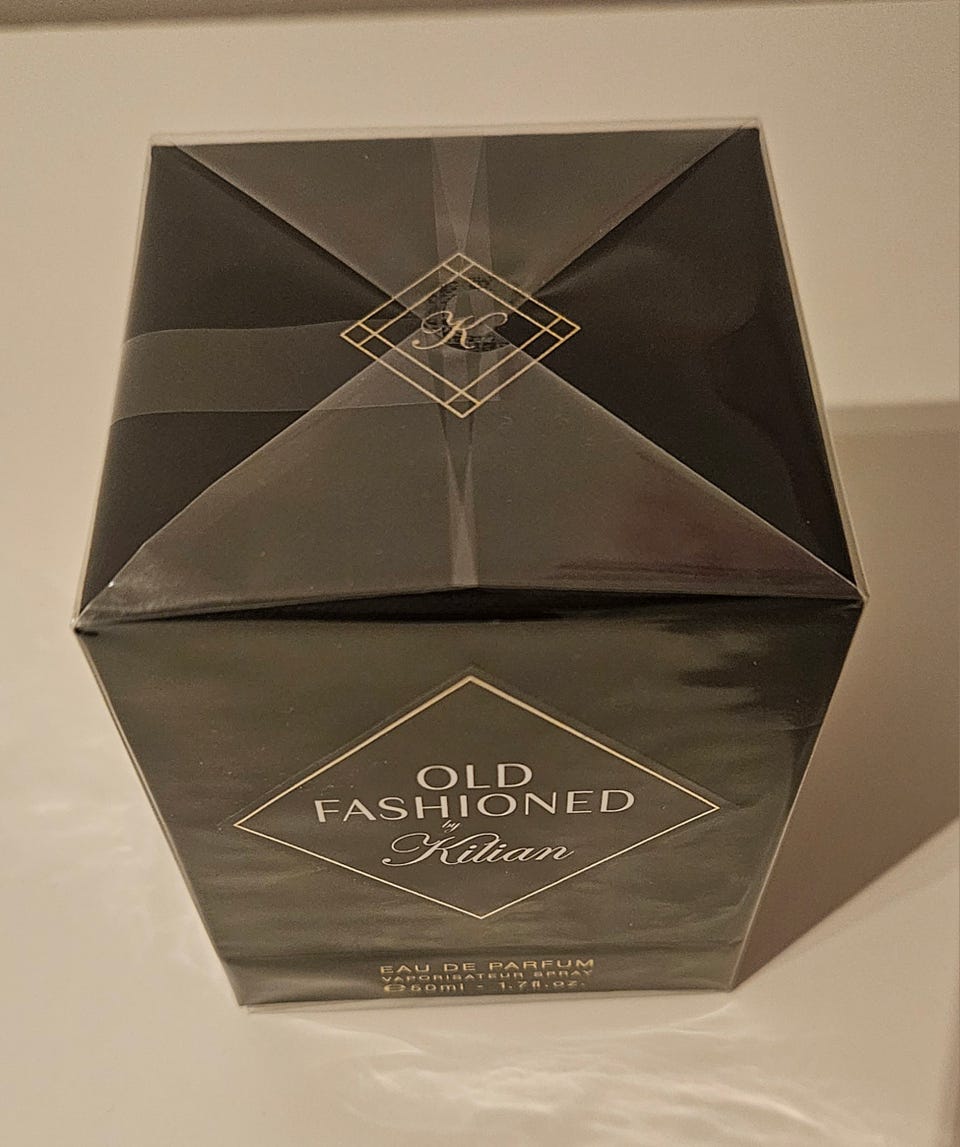 K
OLD
FASHIONED
by
Kilian
EAU DE PARFUM
VAPORISATEUR SPRAY
℮50ml - 1.7fl.oz.